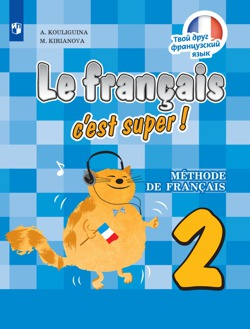 A. KOULIGUINA
M. KIRIANOVA
Твой друг
французский
язык
Le français
c'est super !
MÉTHODE
DE FRANÇAIS
2